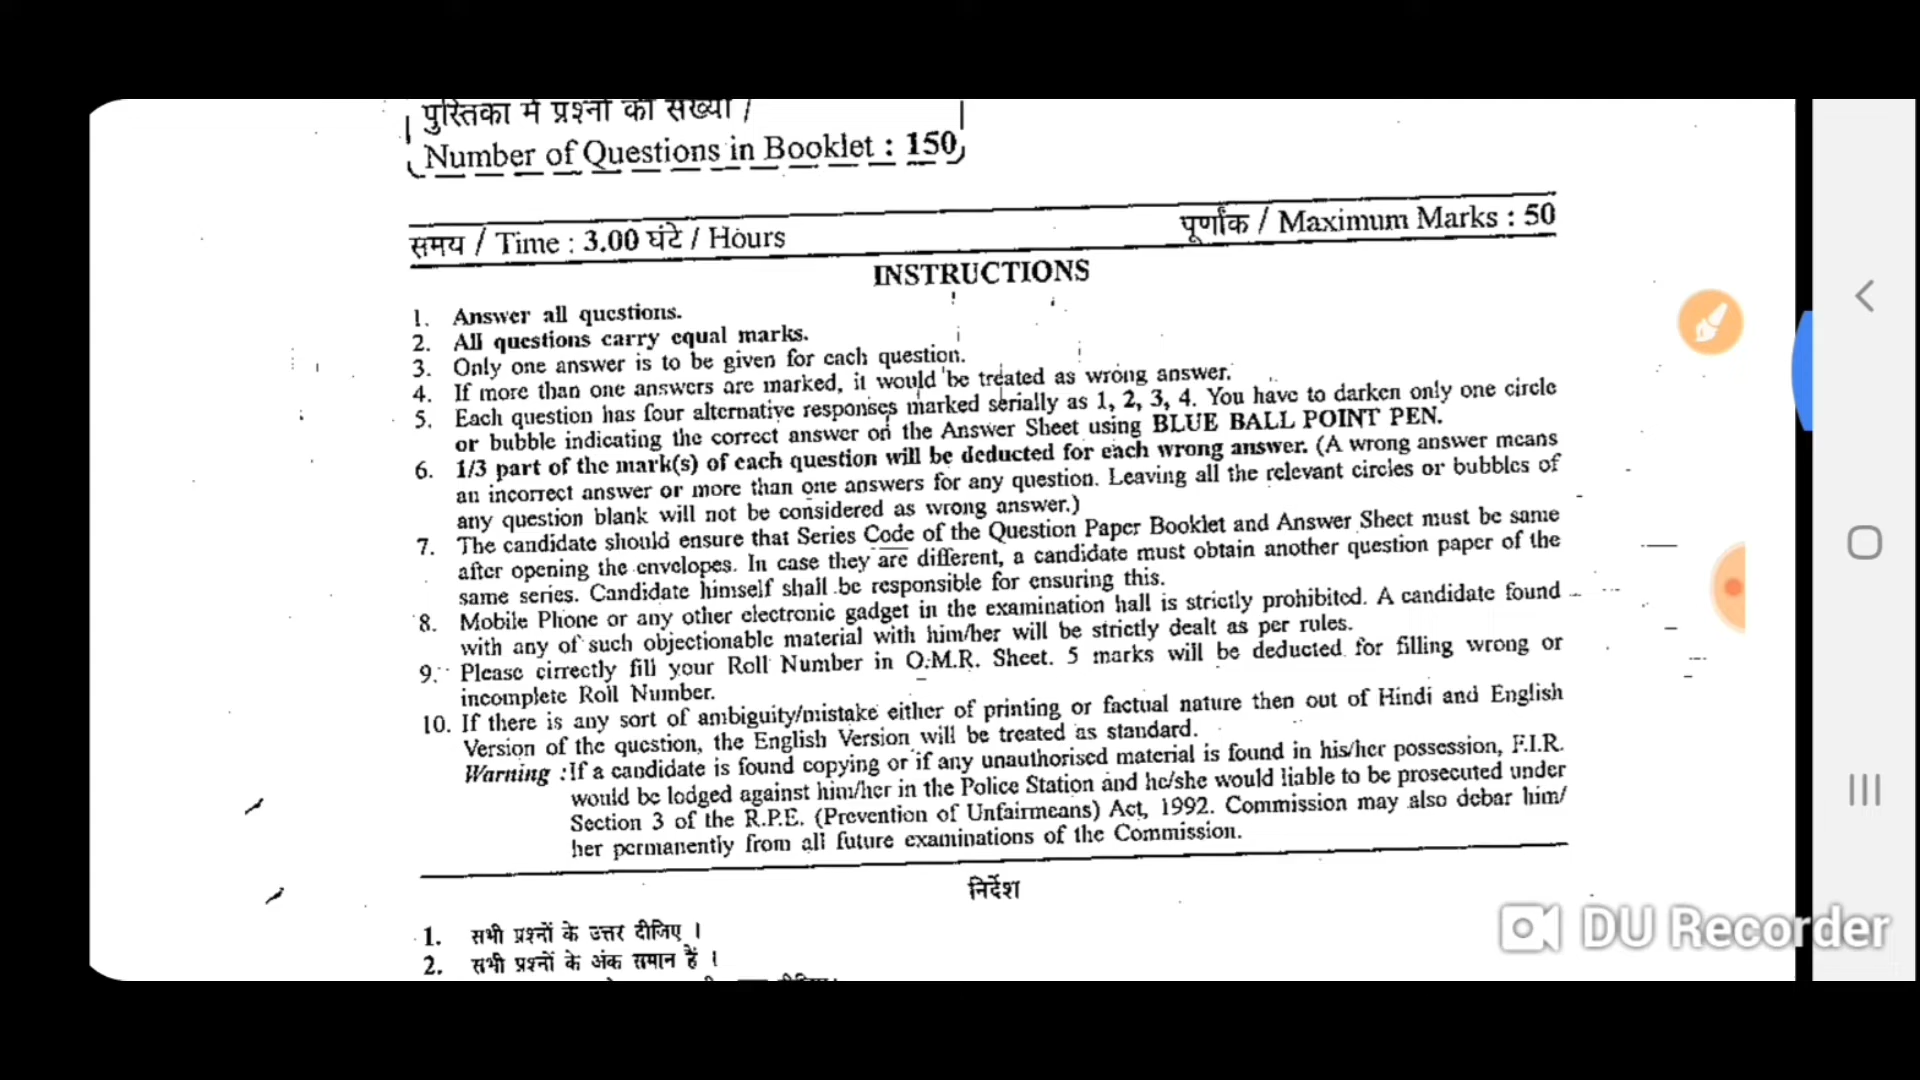 पुस्तिका में प्रश्नों की संख्या /
Number of Questions in Booklet : 150
समय / Time : 3.00 घंटे / Hours
पूर्णांक / Maximum Marks : 50
INSTRUCTIONS
1. Answer all questions.
2. All questions carry equal marks.
3. Only one answer is to be given for each question.
4. If more than one answers are marked, it would be treated as wrong answer.
5. Each question has four alternative responses marked serially as 1, 2, 3, 4. You have to darken only one circle
or bubble indicating the correct answer on the Answer Sheet using BLUE BALL POINT PEN.
6. 1/3 part of the mark(s) of each question will be deducted for each wrong answer. (A wrong answer means
an incorrect answer or more than one answers for any question. Leaving all the relevant circles or bubbles of
any question blank will not be considered as wrong answer.)
7. The candidate should ensure that Series Code of the Question Paper Booklet and Answer Sheet must be same
after opening the envelopes. In case they are different, a candidate must obtain another question paper of the
same series. Candidate himself shall be responsible for ensuring this.
8. Mobile Phone or any other electronic gadget in the examination hall is strictly prohibited. A candidate found
with any of such objectionable material with him/her will be strictly dealt as per rules.
9. Please cirrectly fill your Roll Number in O.M.R. Sheet. 5 marks will be deducted for filling wrong or
incomplete Roll Number.
10. If there is any sort of ambiguity/mistake either of printing or factual nature then out of Hindi and English
Version of the question, the English Version will be treated as standard.
Warning : If a candidate is found copying or if any unauthorised material is found in his/her possession, F.I.R.
would be lodged against him/her in the Police Station and he/she would liable to be prosecuted under
Section 3 of the R.P.E. (Prevention of Unfairmeans) Act, 1992. Commission may also debar him/
her permanently from all future examinations of the Commission.
निर्देश
1. सभी प्रश्नों के उत्तर दीजिए ।
2. सभी प्रश्नों के अंक समान हैं ।
DU Recorder